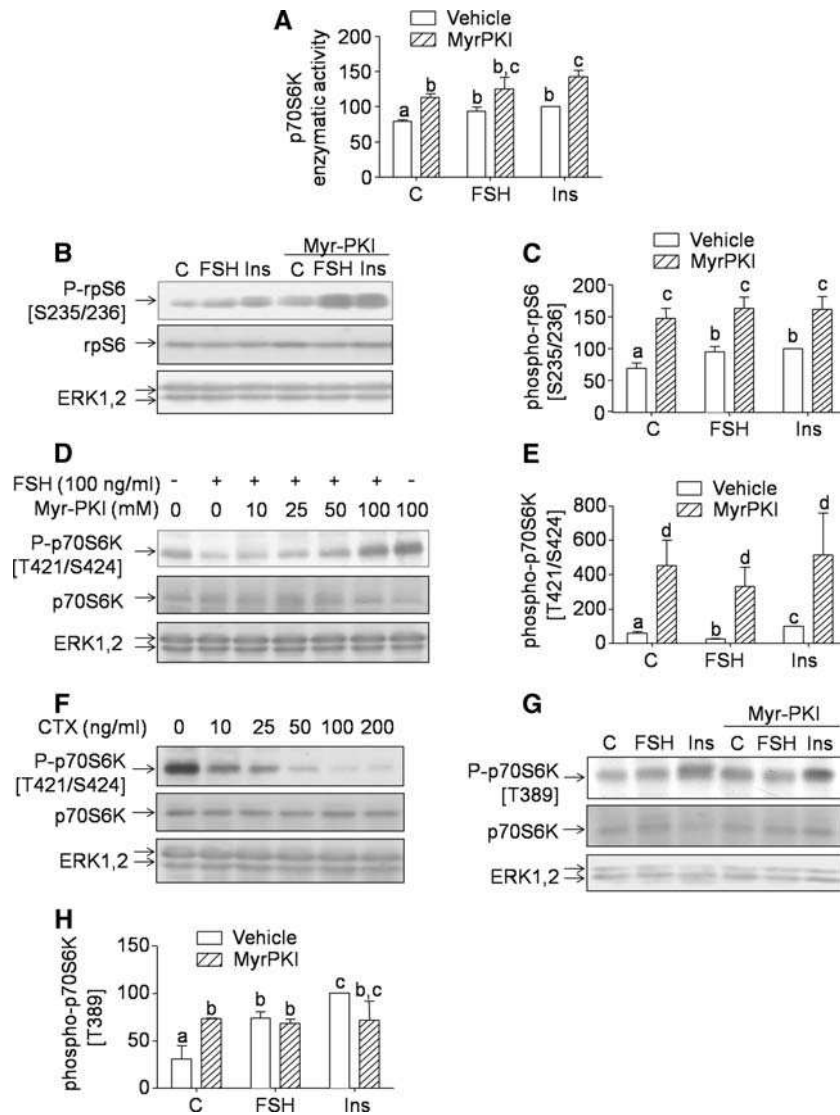 A
Vehicle
MyrPKI
p70S6K
enzymatic activity
200
150
100
50
0
a
b
b
b,c
b
c
C FSH Ins
B
Myr-PKI
C FSH Ins C FSH Ins
P-rpS6
[S235/236]
rpS6
ERK1,2
C
Vehicle
MyrPKI
phospho-rpS6
[S235/236]
200
150
100
50
0
a
c
b
c
b
c
C FSH Ins
D
FSH (100 ng/ml) - + + + + + -
Myr-PKI (mM) 0 0 10 25 50 100 100
P-p70S6K
[T421/S424]
p70S6K
ERK1,2
E
Vehicle
MyrPKI
phospho-p70S6K
[T421/S424]
800
600
400
200
0
a
d
b
d
c
d
C FSH Ins
F
CTX (ng/ml) 0 10 25 50 100 200
P-p70S6K
[T421/S424]
p70S6K
ERK1,2
G
Myr-PKI
C FSH Ins C FSH Ins
P-p70S6K
[T389]
p70S6K
ERK1,2
H
Vehicle
MyrPKI
phospho-p70S6K
[T389]
150
100
50
0
a
b
b
b
c
b,c
C FSH Ins